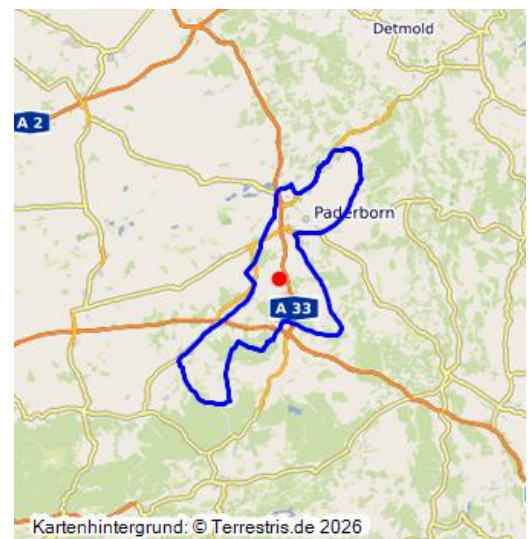 Detmold
A 2
Paderborn
A 33
Kartenhintergrund: © Terrestris.de 2026